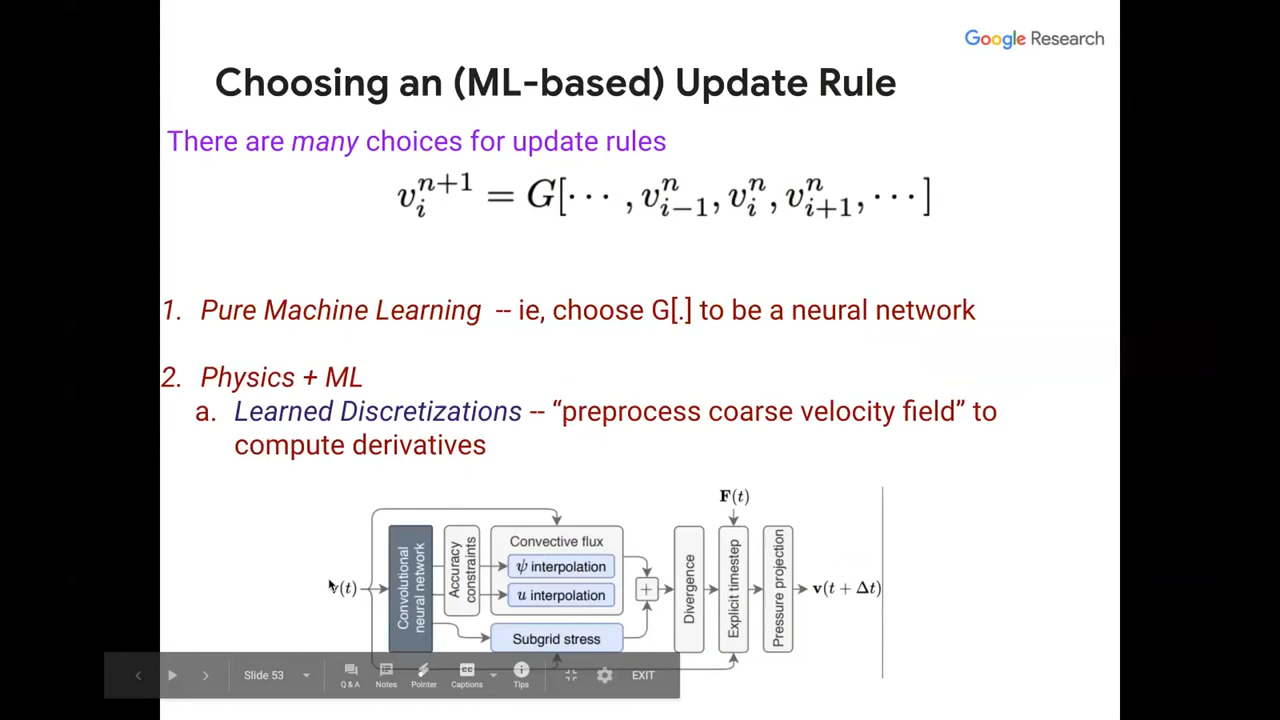 Google Research
Choosing an (ML-based) Update Rule
There are many choices for update rules
v_i^{n+1} = G[⋯ , v_{i−1}^n, v_i^n, v_{i+1}^n, ⋯]
1. Pure Machine Learning -- ie, choose G[.] to be a neural network
2. Physics + ML
a. Learned Discretizations -- “preprocess coarse velocity field” to
compute derivatives
F(t)
v(t)
Convolutional
neural network
Accuracy
constraints
Convective flux
ψ interpolation
u interpolation
Subgrid stress
+
Divergence
Explicit timestep
Pressure projection
v(t + Δt)
Slide 53
Q & A
Notes
Pointer
CC
Captions
Tips
EXIT